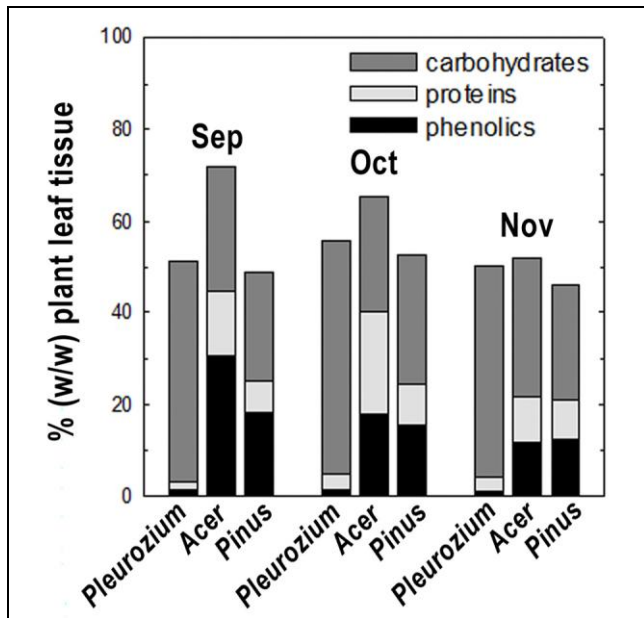 100
80
60
40
20
0
% (w/w) plant leaf tissue
carbohydrates
proteins
phenolics
Sep
Oct
Nov
Pleurozium
Acer
Pinus
Pleurozium
Acer
Pinus
Pleurozium
Acer
Pinus